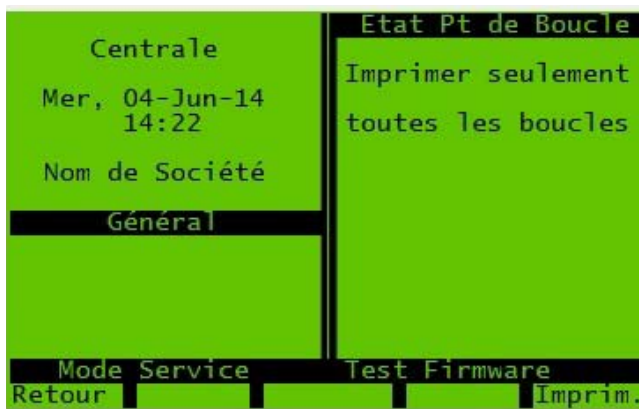 Centrale
Mer, 04-Jun-14
14:22
Nom de Société
Général
Etat Pt de Boucle
Imprimer seulement
toutes les boucles
Mode Service
Test Firmware
Retour
Imprim.